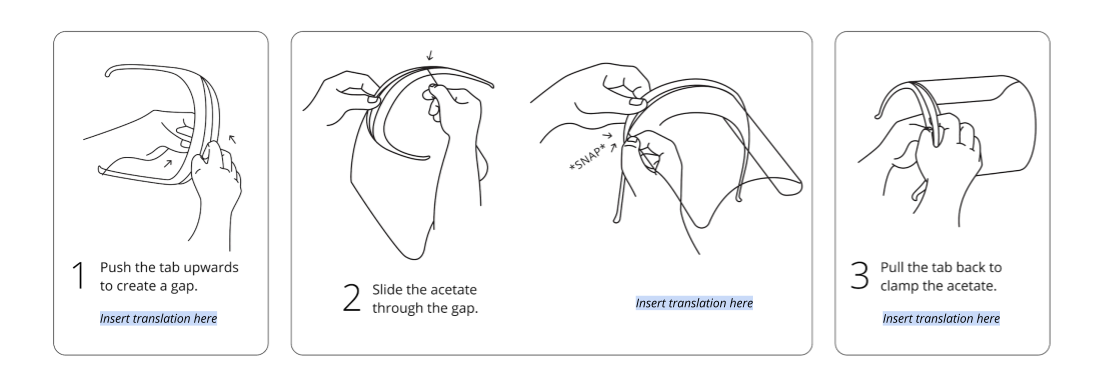 1 Push the tab upwards
to create a gap.
Insert translation here
2 Slide the acetate
through the gap.
*SNAP*
Insert translation here
3 Pull the tab back to
clamp the acetate.
Insert translation here